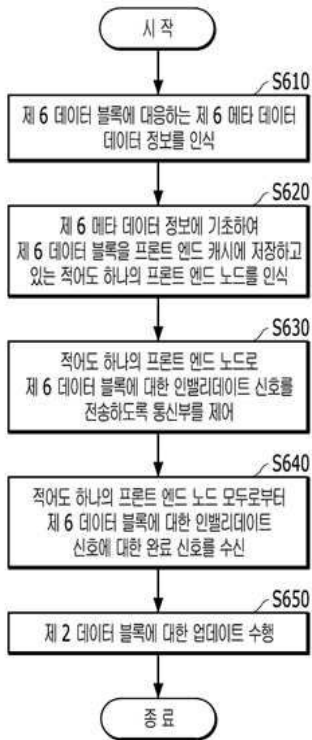 시 작
S610
제 6 데이터 블록에 대응하는 제 6 메타 데이터
데이터 정보를 인식
S620
제 6 메타 데이터 정보에 기초하여
제 6 데이터 블록을 프론트 엔드 캐시에 저장하고
있는 적어도 하나의 프론트 엔드 노드를 인식
S630
적어도 하나의 프론트 엔드 노드로
제 6 데이터 블록에 대한 인밸리데이트 신호를
전송하도록 통신부를 제어
S640
적어도 하나의 프론트 엔드 노드 모두로부터
제 6 데이터 블록에 대한 인밸리데이트
신호에 대한 완료 신호를 수신
S650
제 2 데이터 블록에 대한 업데이트 수행
종 료